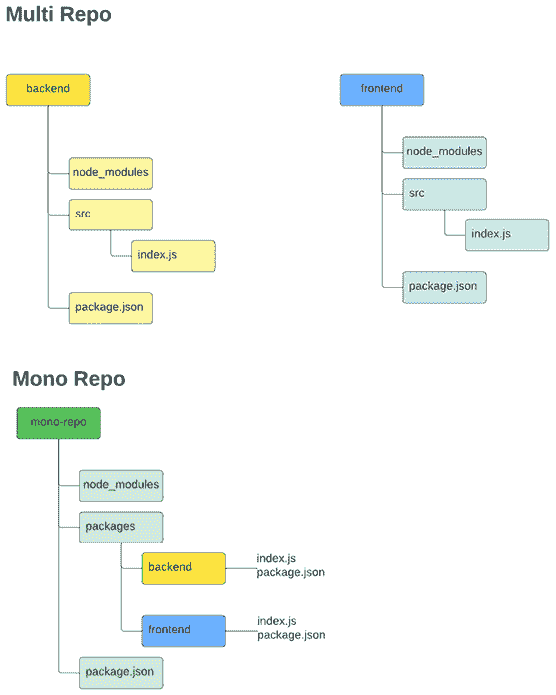 Multi Repo
backend
node_modules
src
index.js
package.json
frontend
node_modules
src
index.js
package.json
Mono Repo
mono-repo
node_modules
packages
backend
index.js
package.json
frontend
index.js
package.json
package.json